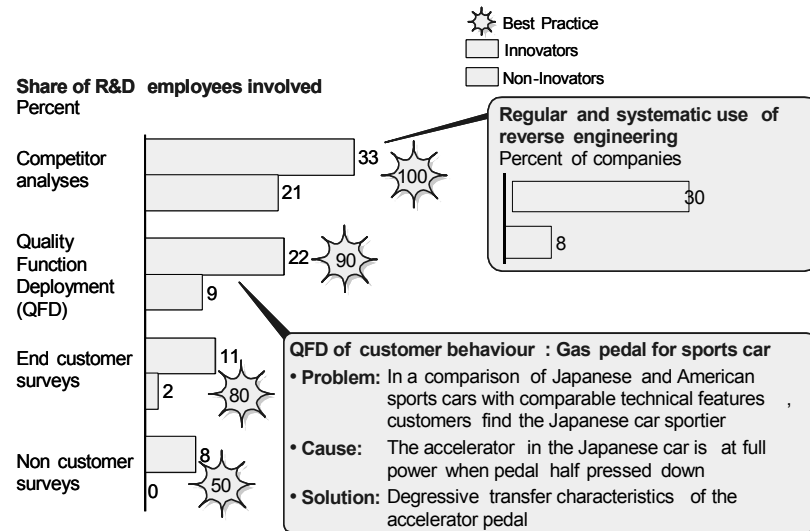 Best Practice
Innovators
Non-Inovators
Share of R&D employees involved
Percent
Competitor
analyses
33
21
100
Quality
Function
Deployment
(QFD)
22
9
90
End customer
surveys
11
2
80
Non customer
surveys
8
0
50
Regular and systematic use of
reverse engineering
Percent of companies
30
8
QFD of customer behaviour : Gas pedal for sports car
• Problem: In a comparison of Japanese and American
sports cars with comparable technical features ,
customers find the Japanese car sportier
• Cause: The accelerator in the Japanese car is at full
power when pedal half pressed down
• Solution: Degressive transfer characteristics of the
accelerator pedal